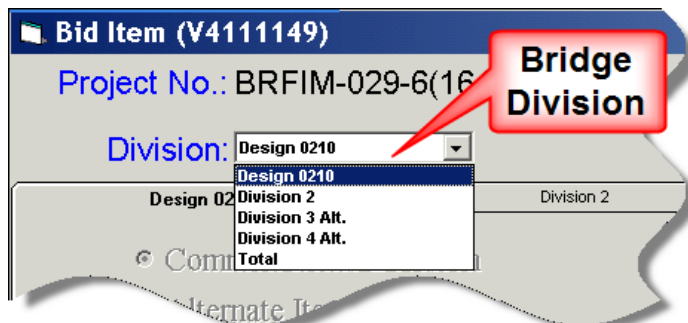 Bid Item (V4111149)
Bridge
Division
Project No.: BRFIM-029-6(16
Division: Design 0210
Design 0210
Division 2
Division 3 Alt.
Division 4 Alt.
Total
Design 02
Division 2